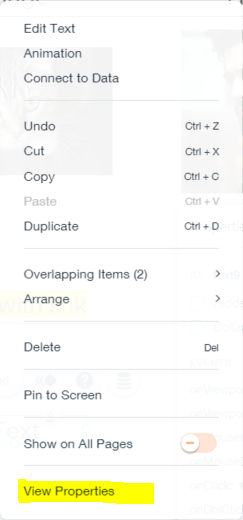 Edit Text
Animation
Connect to Data
Undo Ctrl + Z
Cut Ctrl + X
Copy Ctrl + C
Paste Ctrl + V
Duplicate Ctrl + D
Overlapping Items (2)
Arrange
Delete Del
Pin to Screen
Show on All Pages
View Properties